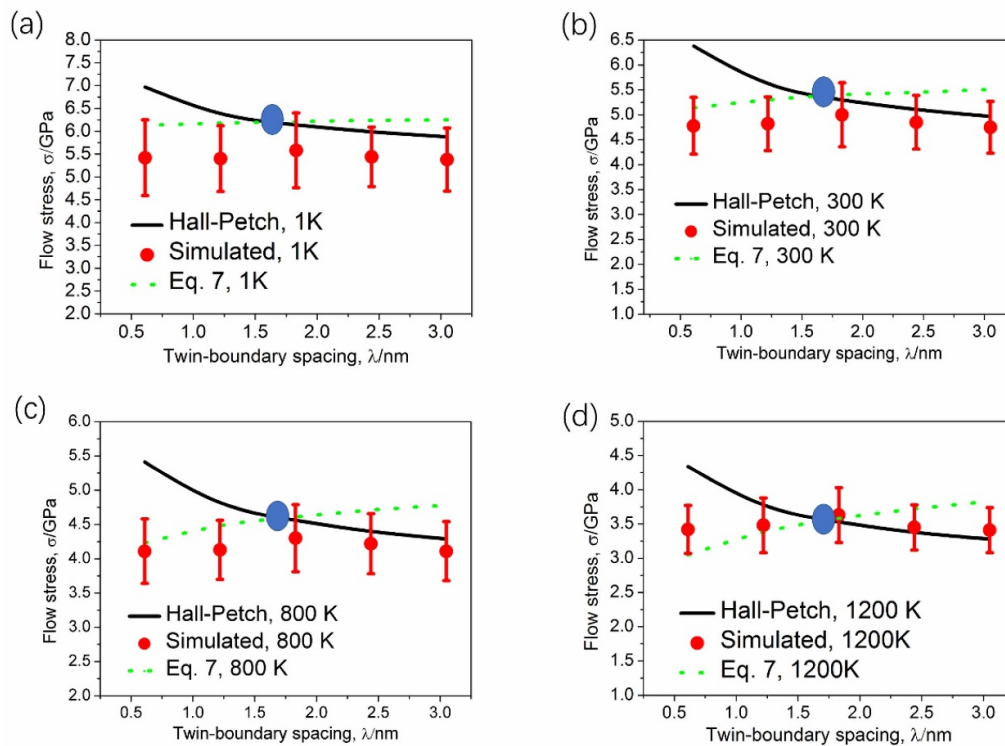 (a)
8.0
7.5
7.0
6.5
6.0
5.5
5.0
4.5
4.0
3.5
3.0
2.5
2.0
Flow stress, σ/GPa
Hall-Petch, 1K
Simulated, 1K
Eq. 7, 1K
0.5 1.0 1.5 2.0 2.5 3.0
Twin-boundary spacing, λ/nm
(b)
6.5
6.0
5.5
5.0
4.5
4.0
3.5
3.0
2.5
2.0
1.5
1.0
Flow stress, σ/GPa
Hall-Petch, 300 K
Simulated, 300 K
Eq. 7, 300 K
0.5 1.0 1.5 2.0 2.5 3.0
Twin-boundary spacing, λ/nm
(c)
6.0
5.5
5.0
4.5
4.0
3.5
3.0
2.5
2.0
Flow stress, σ/GPa
Hall-Petch, 800 K
Simulated, 800 K
Eq. 7, 800 K
0.5 1.0 1.5 2.0 2.5 3.0
Twin-boundary spacing, λ/nm
(d)
5.0
4.5
4.0
3.5
3.0
2.5
2.0
1.5
1.0
Flow stress, σ/GPa
Hall-Petch, 1200 K
Simulated, 1200K
Eq. 7, 1200K
0.5 1.0 1.5 2.0 2.5 3.0
Twin-boundary spacing, λ/nm